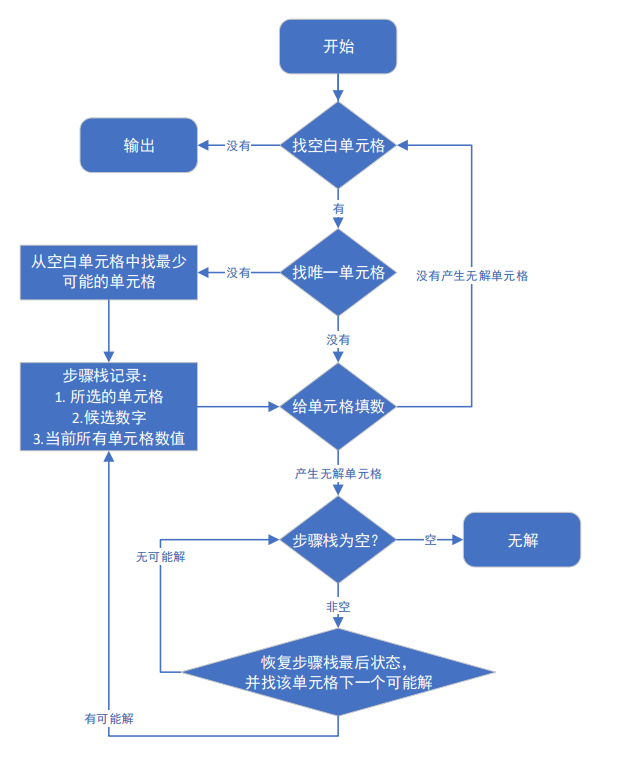 开始
找空白单元格
没有
输出
有
找唯一单元格
没有
从空白单元格中找最少
可能的单元格
没有产生无解单元格
没有
步骤栈记录：
1. 所选的单元格
2.候选数字
3.当前所有单元格数值
给单元格填数
产生无解单元格
步骤栈为空?
空
无解
无可能解
非空
恢复步骤栈最后状态，
并找该单元格下一个可能解
有可能解